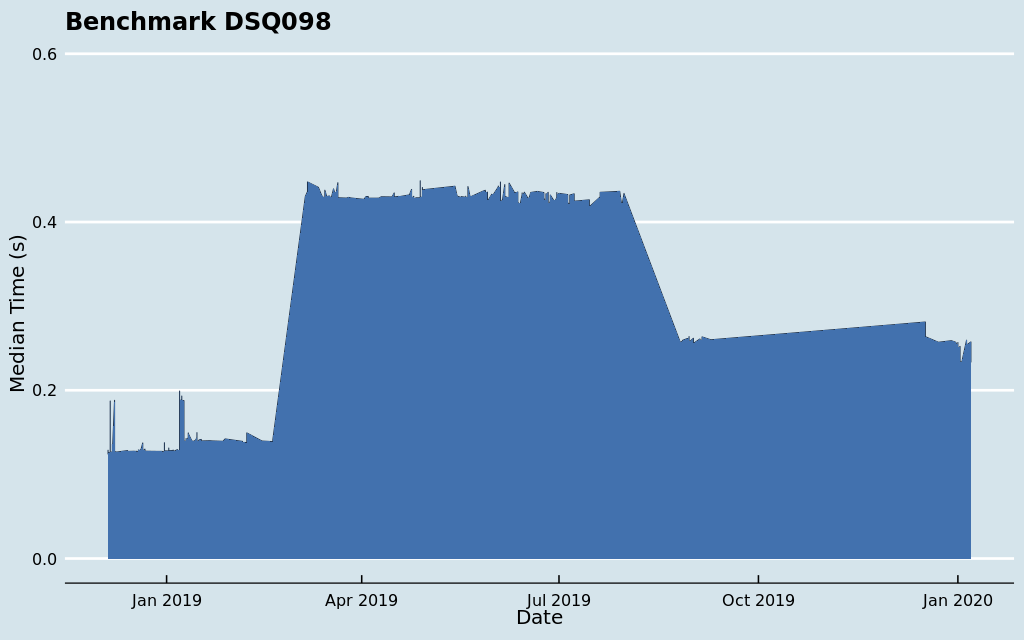 Benchmark DSQ098
0.6
0.4
0.2
0.0
Median Time (s)
Jan 2019
Apr 2019
Jul 2019
Oct 2019
Jan 2020
Date